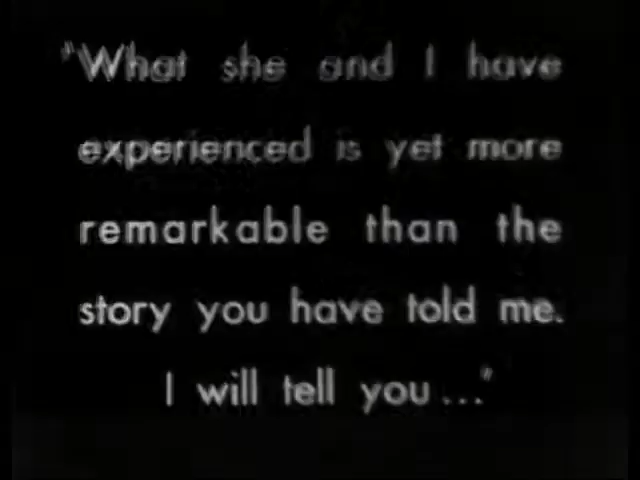 "What she and I have
experienced is yet more
remarkable than the
story you have told me.
I will tell you..."